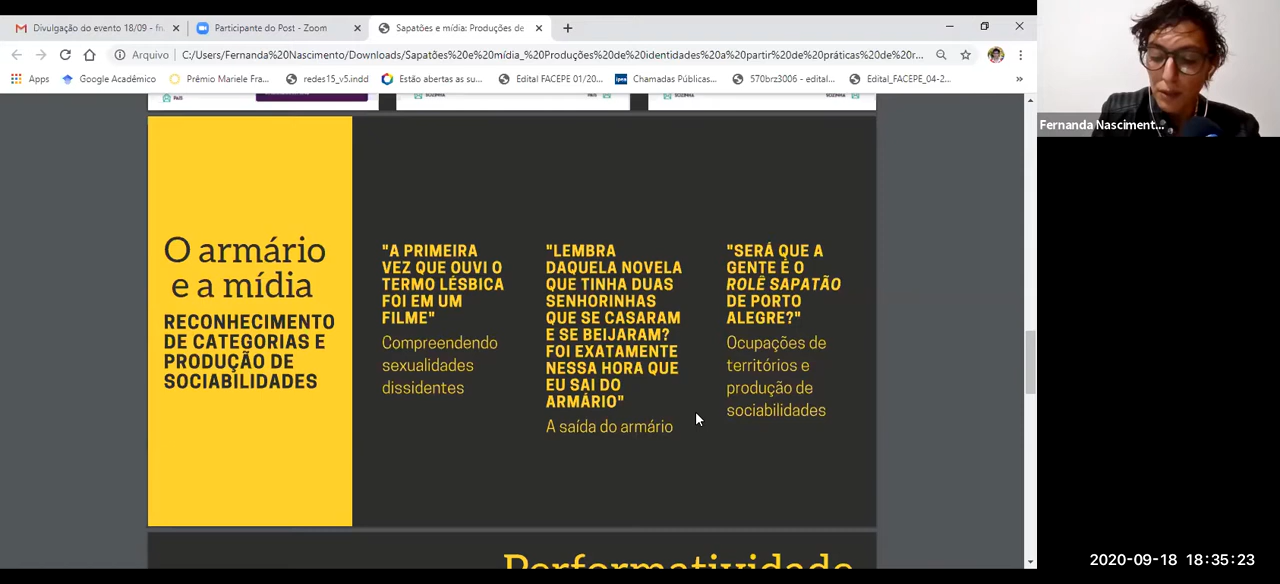 Divulgação do evento 18/09 - fn
Participante do Post - Zoom
Sapatões e mídia: Produções de
Arquivo
C:/Users/Fernanda%20Nascimento/Downloads/Sapatões%20e%20mídia_%20Produções%20de%20identidades%20a%20partir%20de%20práticas%20de%20r...
Apps
Google Acadêmico
Prêmio Mariele Fra...
redes15_v5.indd
Estão abertas as su...
Edital FACEPE 01/20...
Chamadas Públicas...
570brz3006 - edital...
Edital_FACEPE_04-2...
»
Fernanda Nasciment...
O armário
e a mídia
RECONHECIMENTO
DE CATEGORIAS E
PRODUÇÃO DE
SOCIABILIDADES
"A PRIMEIRA
VEZ QUE OUVI O
TERMO LÉSBICA
FOI EM UM
FILME"
Compreendendo
sexualidades
dissidentes
"LEMBRA
DAQUELA NOVELA
QUE TINHA DUAS
SENHORINHAS
QUE SE CASARAM
E SE BEIJARAM?
FOI EXATAMENTE
NESSA HORA QUE
EU SAI DO
ARMÁRIO"
A saída do armário
"SERÁ QUE A
GENTE É O
ROLÊ SAPATÃO
DE PORTO
ALEGRE?"
Ocupações de
territórios e
produção de
sociabilidades
Performatividade
2020-09-18 18:35:23